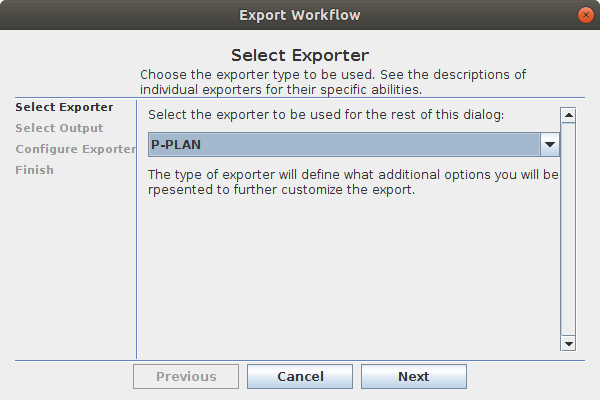 Export Workflow
Select Exporter
Choose the exporter type to be used. See the descriptions of
individual exporters for their specific abilities.
Select Exporter
Select Output
Configure Exporter
Finish
Select the exporter to be used for the rest of this dialog:
P-PLAN
The type of exporter will define what additional options you will be
rpesented to further customize the export.
Previous
Cancel
Next